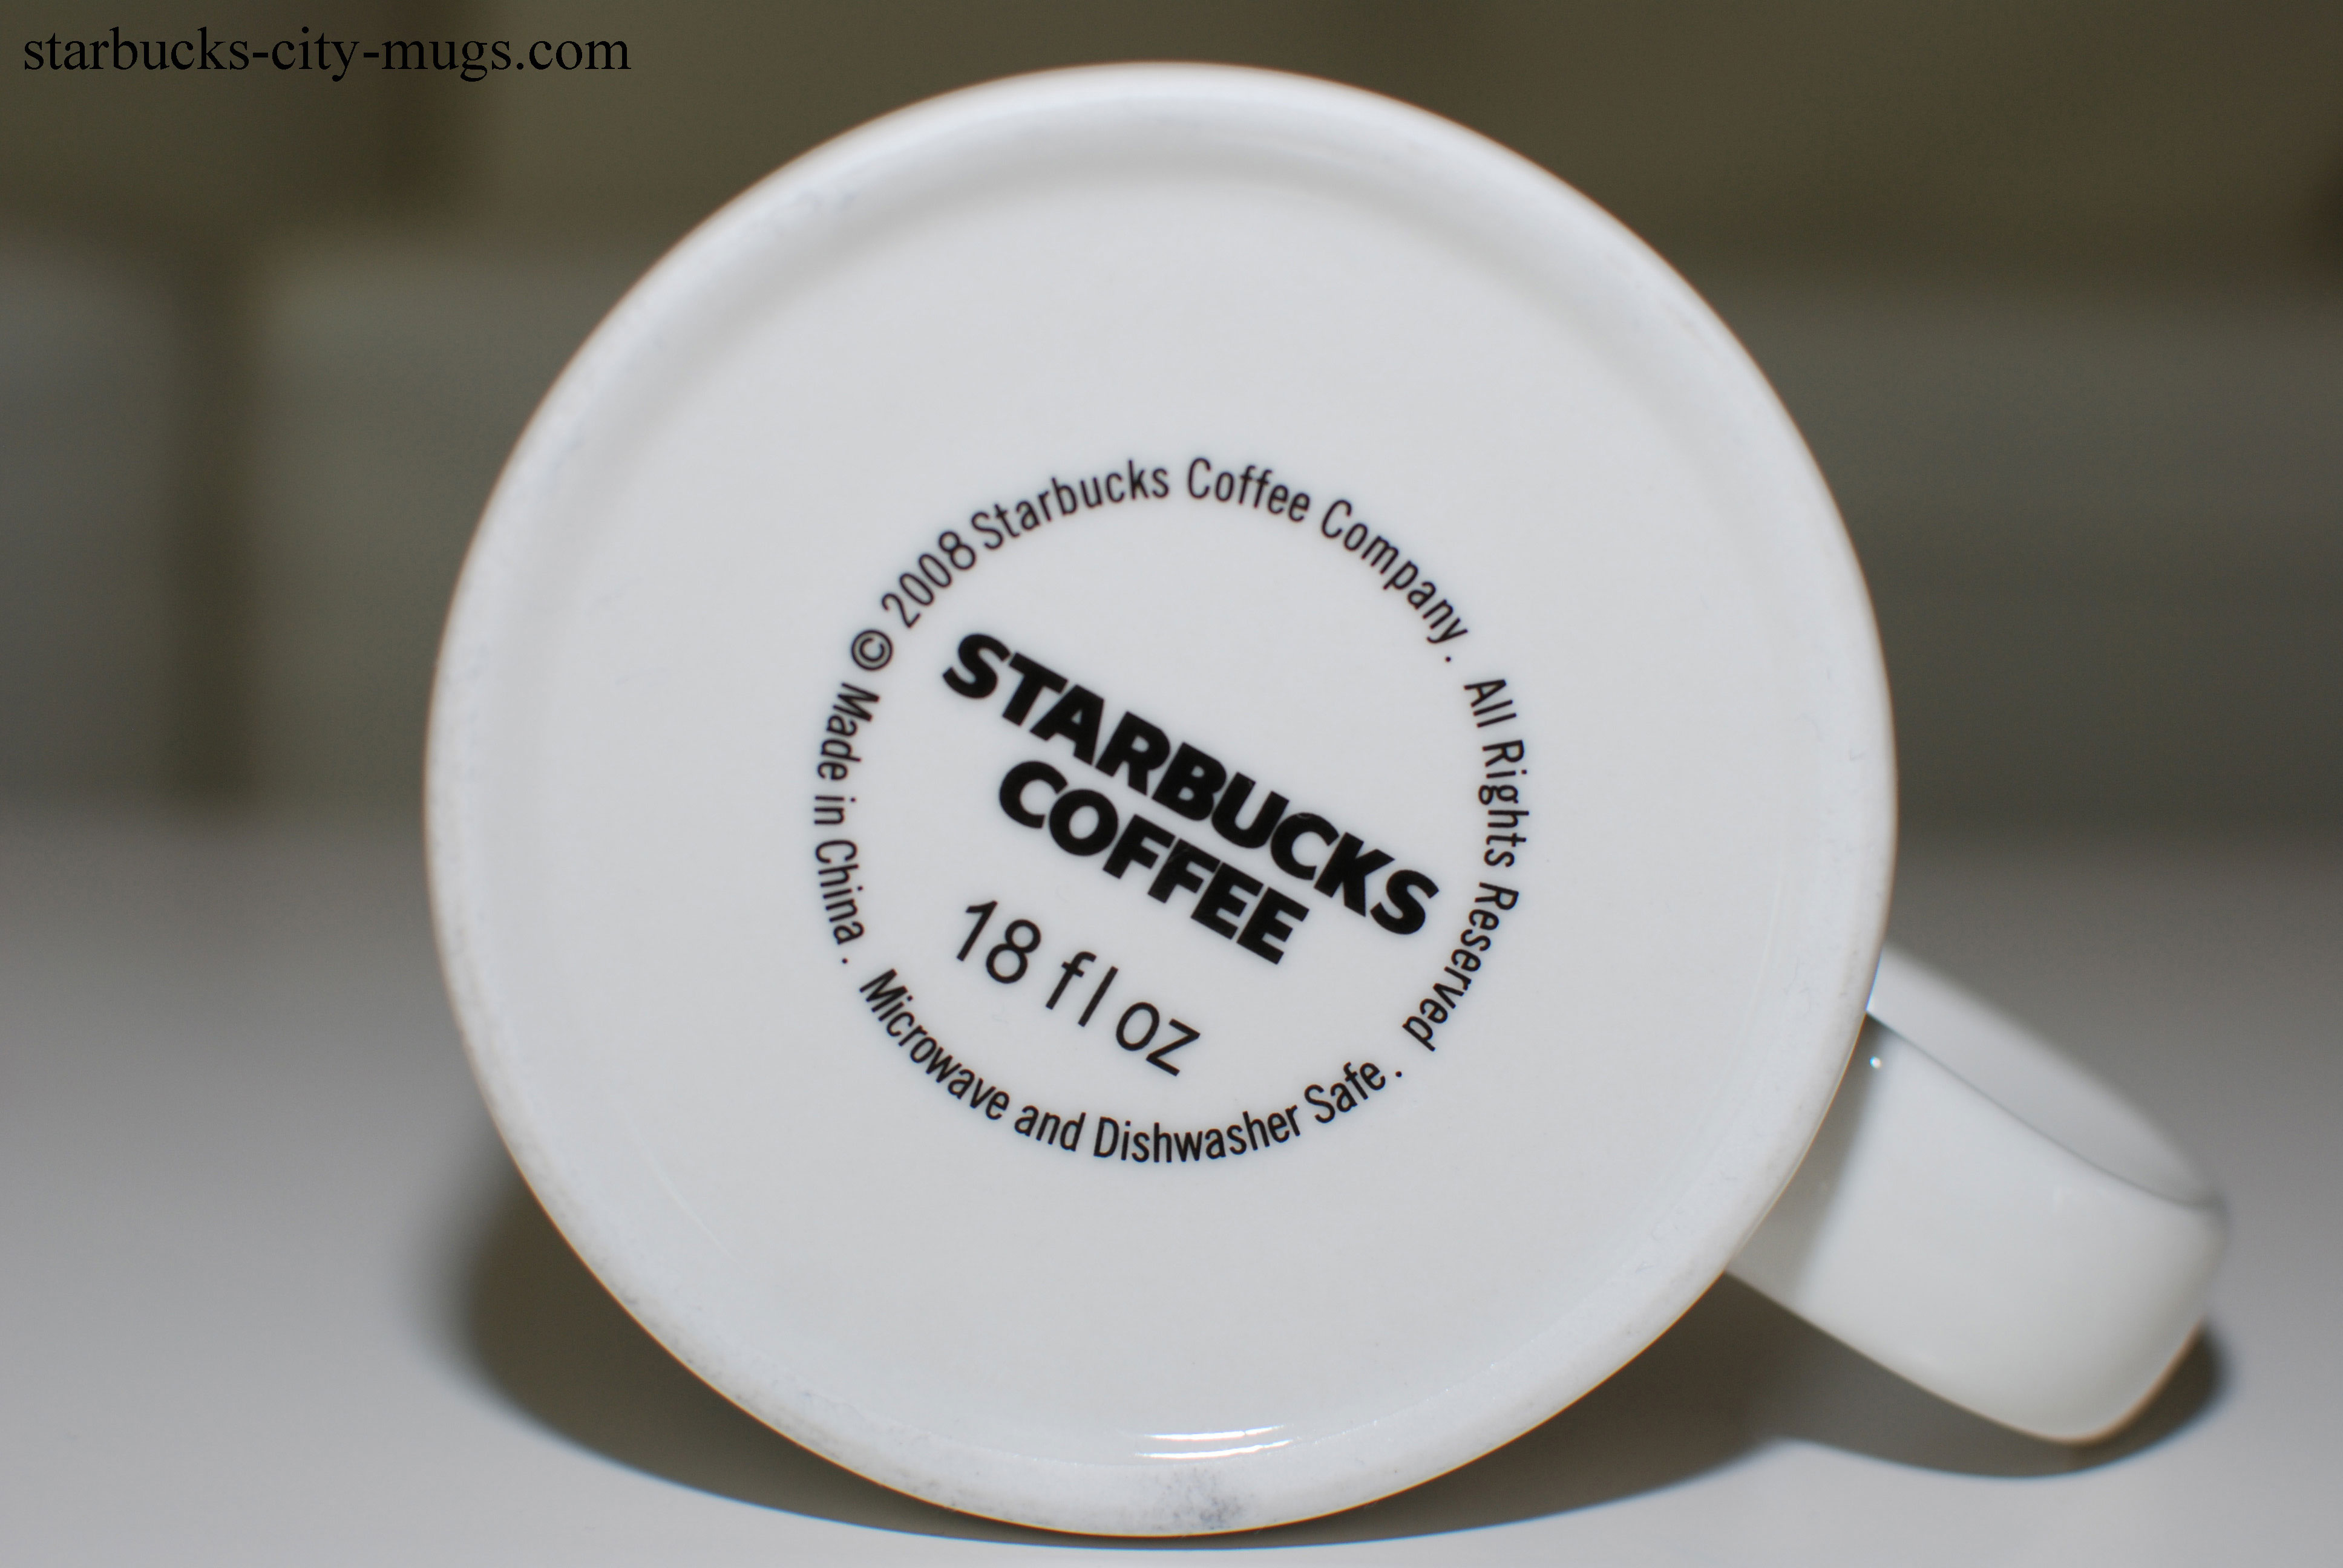 starbucks-city-mugs.com
© 2008 Starbucks Coffee Company. All Rights Reserved
STARBUCKS
COFFEE
18 fl oz
Made in China. Microwave and Dishwasher Safe.